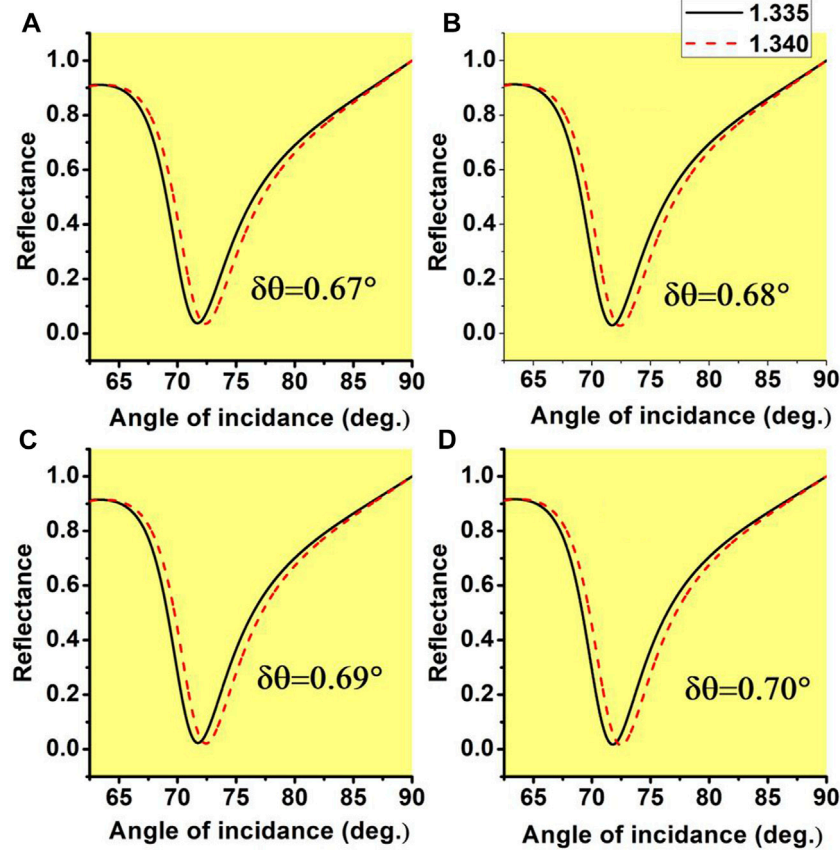 A
1.0
0.8
0.6
0.4
0.2
0.0
Reflectance
δθ=0.67°
65 70 75 80 85 90
Angle of incidance (deg.)
B
1.335
1.340
1.0
0.8
0.6
0.4
0.2
0.0
Reflectance
δθ=0.68°
65 70 75 80 85 90
Angle of incidance (deg.)
C
1.0
0.8
0.6
0.4
0.2
0.0
Reflectance
δθ=0.69°
65 70 75 80 85 90
Angle of incidance (deg.)
D
1.0
0.8
0.6
0.4
0.2
0.0
Reflectance
δθ=0.70°
65 70 75 80 85 90
Angle of incidance (deg.)